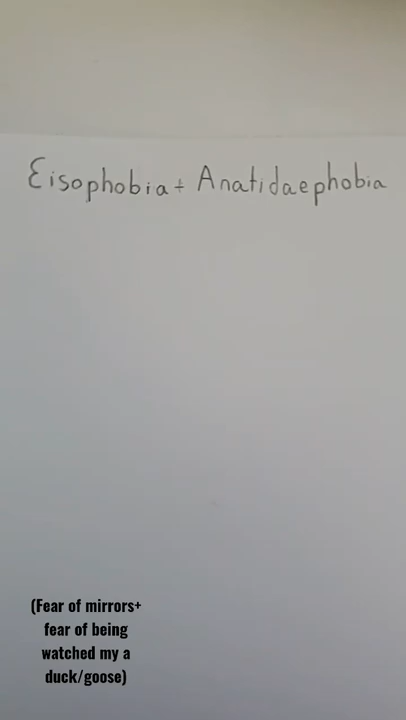 Eisophobia+ Anatidaephobia
(Fear of mirrors+
fear of being
watched my a
duck/goose)